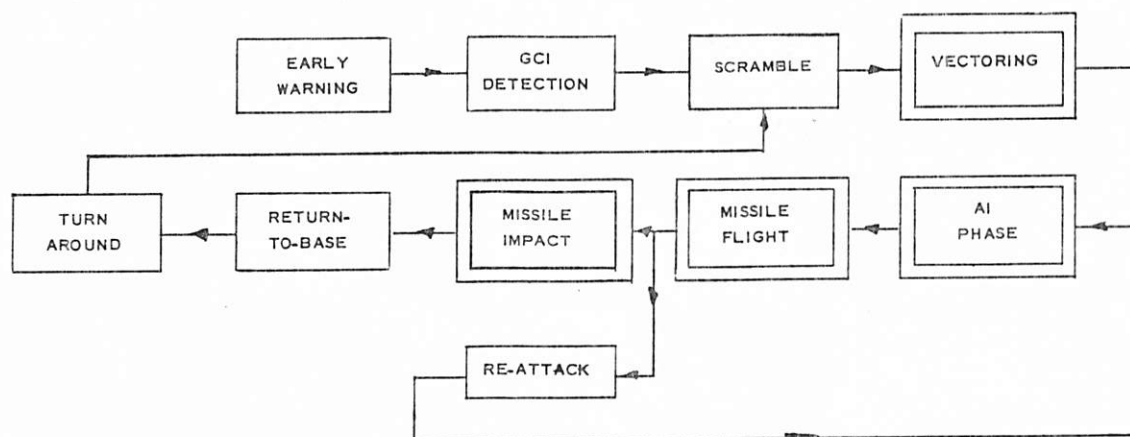 EARLY
WARNING
GCI
DETECTION
SCRAMBLE
VECTORING
TURN
AROUND
RETURN-
TO-BASE
MISSILE
IMPACT
MISSILE
FLIGHT
AI
PHASE
RE-ATTACK